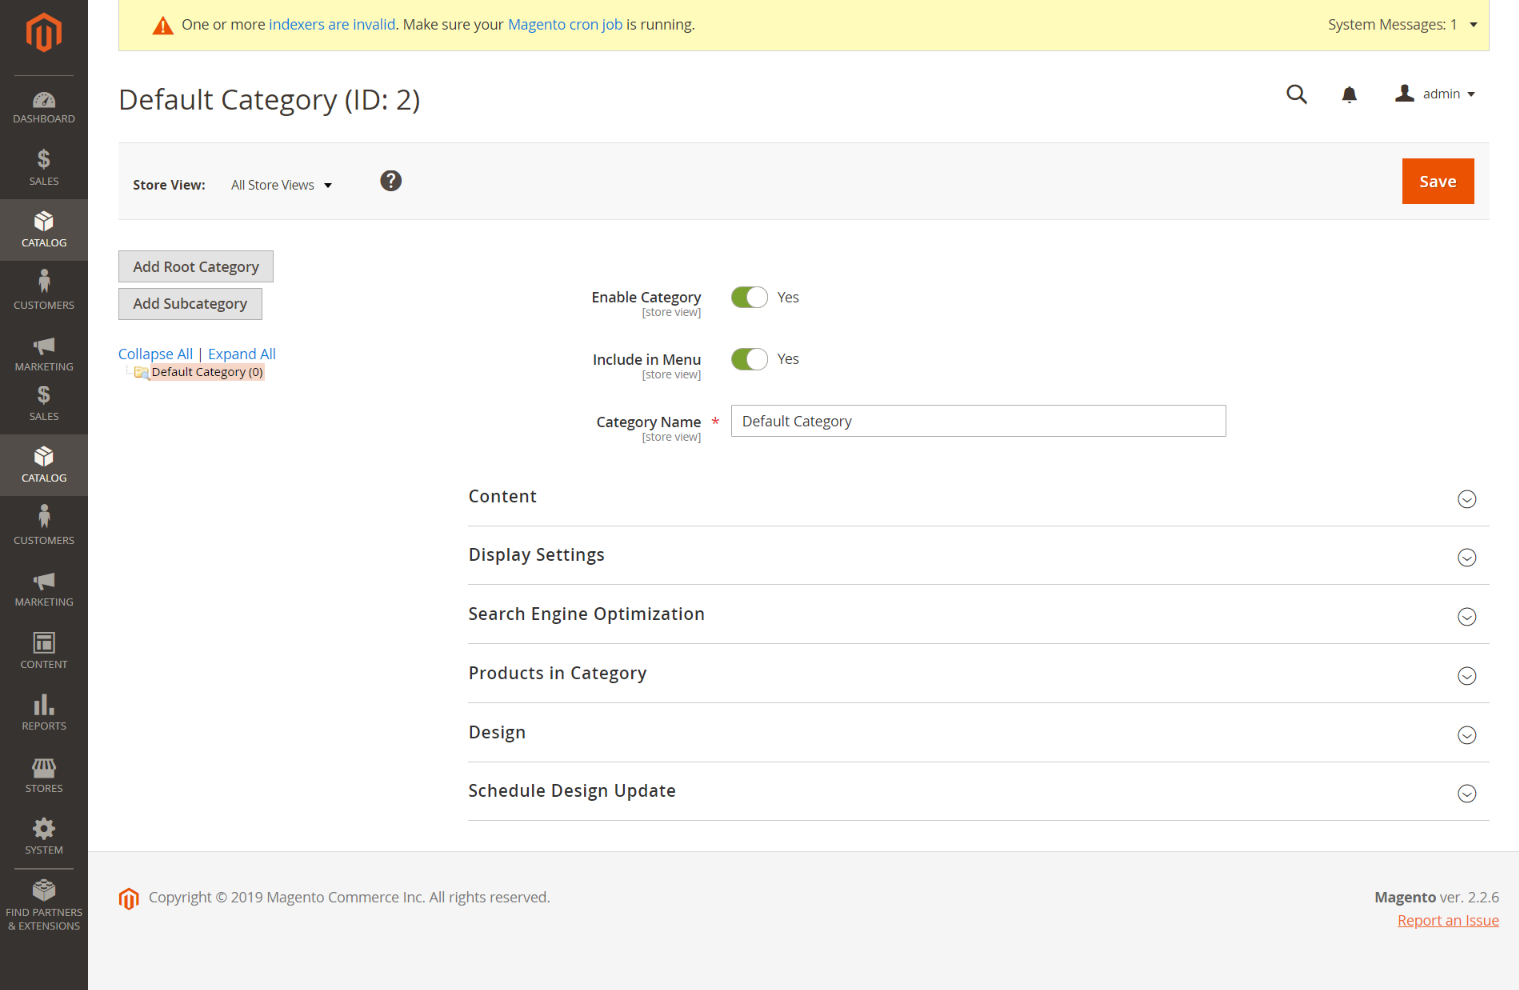 One or more indexers are invalid. Make sure your Magento cron job is running.
System Messages: 1
Default Category (ID: 2)
admin
Store View: All Store Views
?
Save
DASHBOARD
SALES
CATALOG
CUSTOMERS
MARKETING
SALES
CATALOG
CUSTOMERS
MARKETING
CONTENT
REPORTS
STORES
SYSTEM
FIND PARTNERS
& EXTENSIONS
Add Root Category
Add Subcategory
Collapse All | Expand All
Default Category (0)
Enable Category
[store view]
Yes
Include in Menu
[store view]
Yes
Category Name *
[store view]
Default Category
Content
Display Settings
Search Engine Optimization
Products in Category
Design
Schedule Design Update
Copyright © 2019 Magento Commerce Inc. All rights reserved.
Magento ver. 2.2.6
Report an Issue